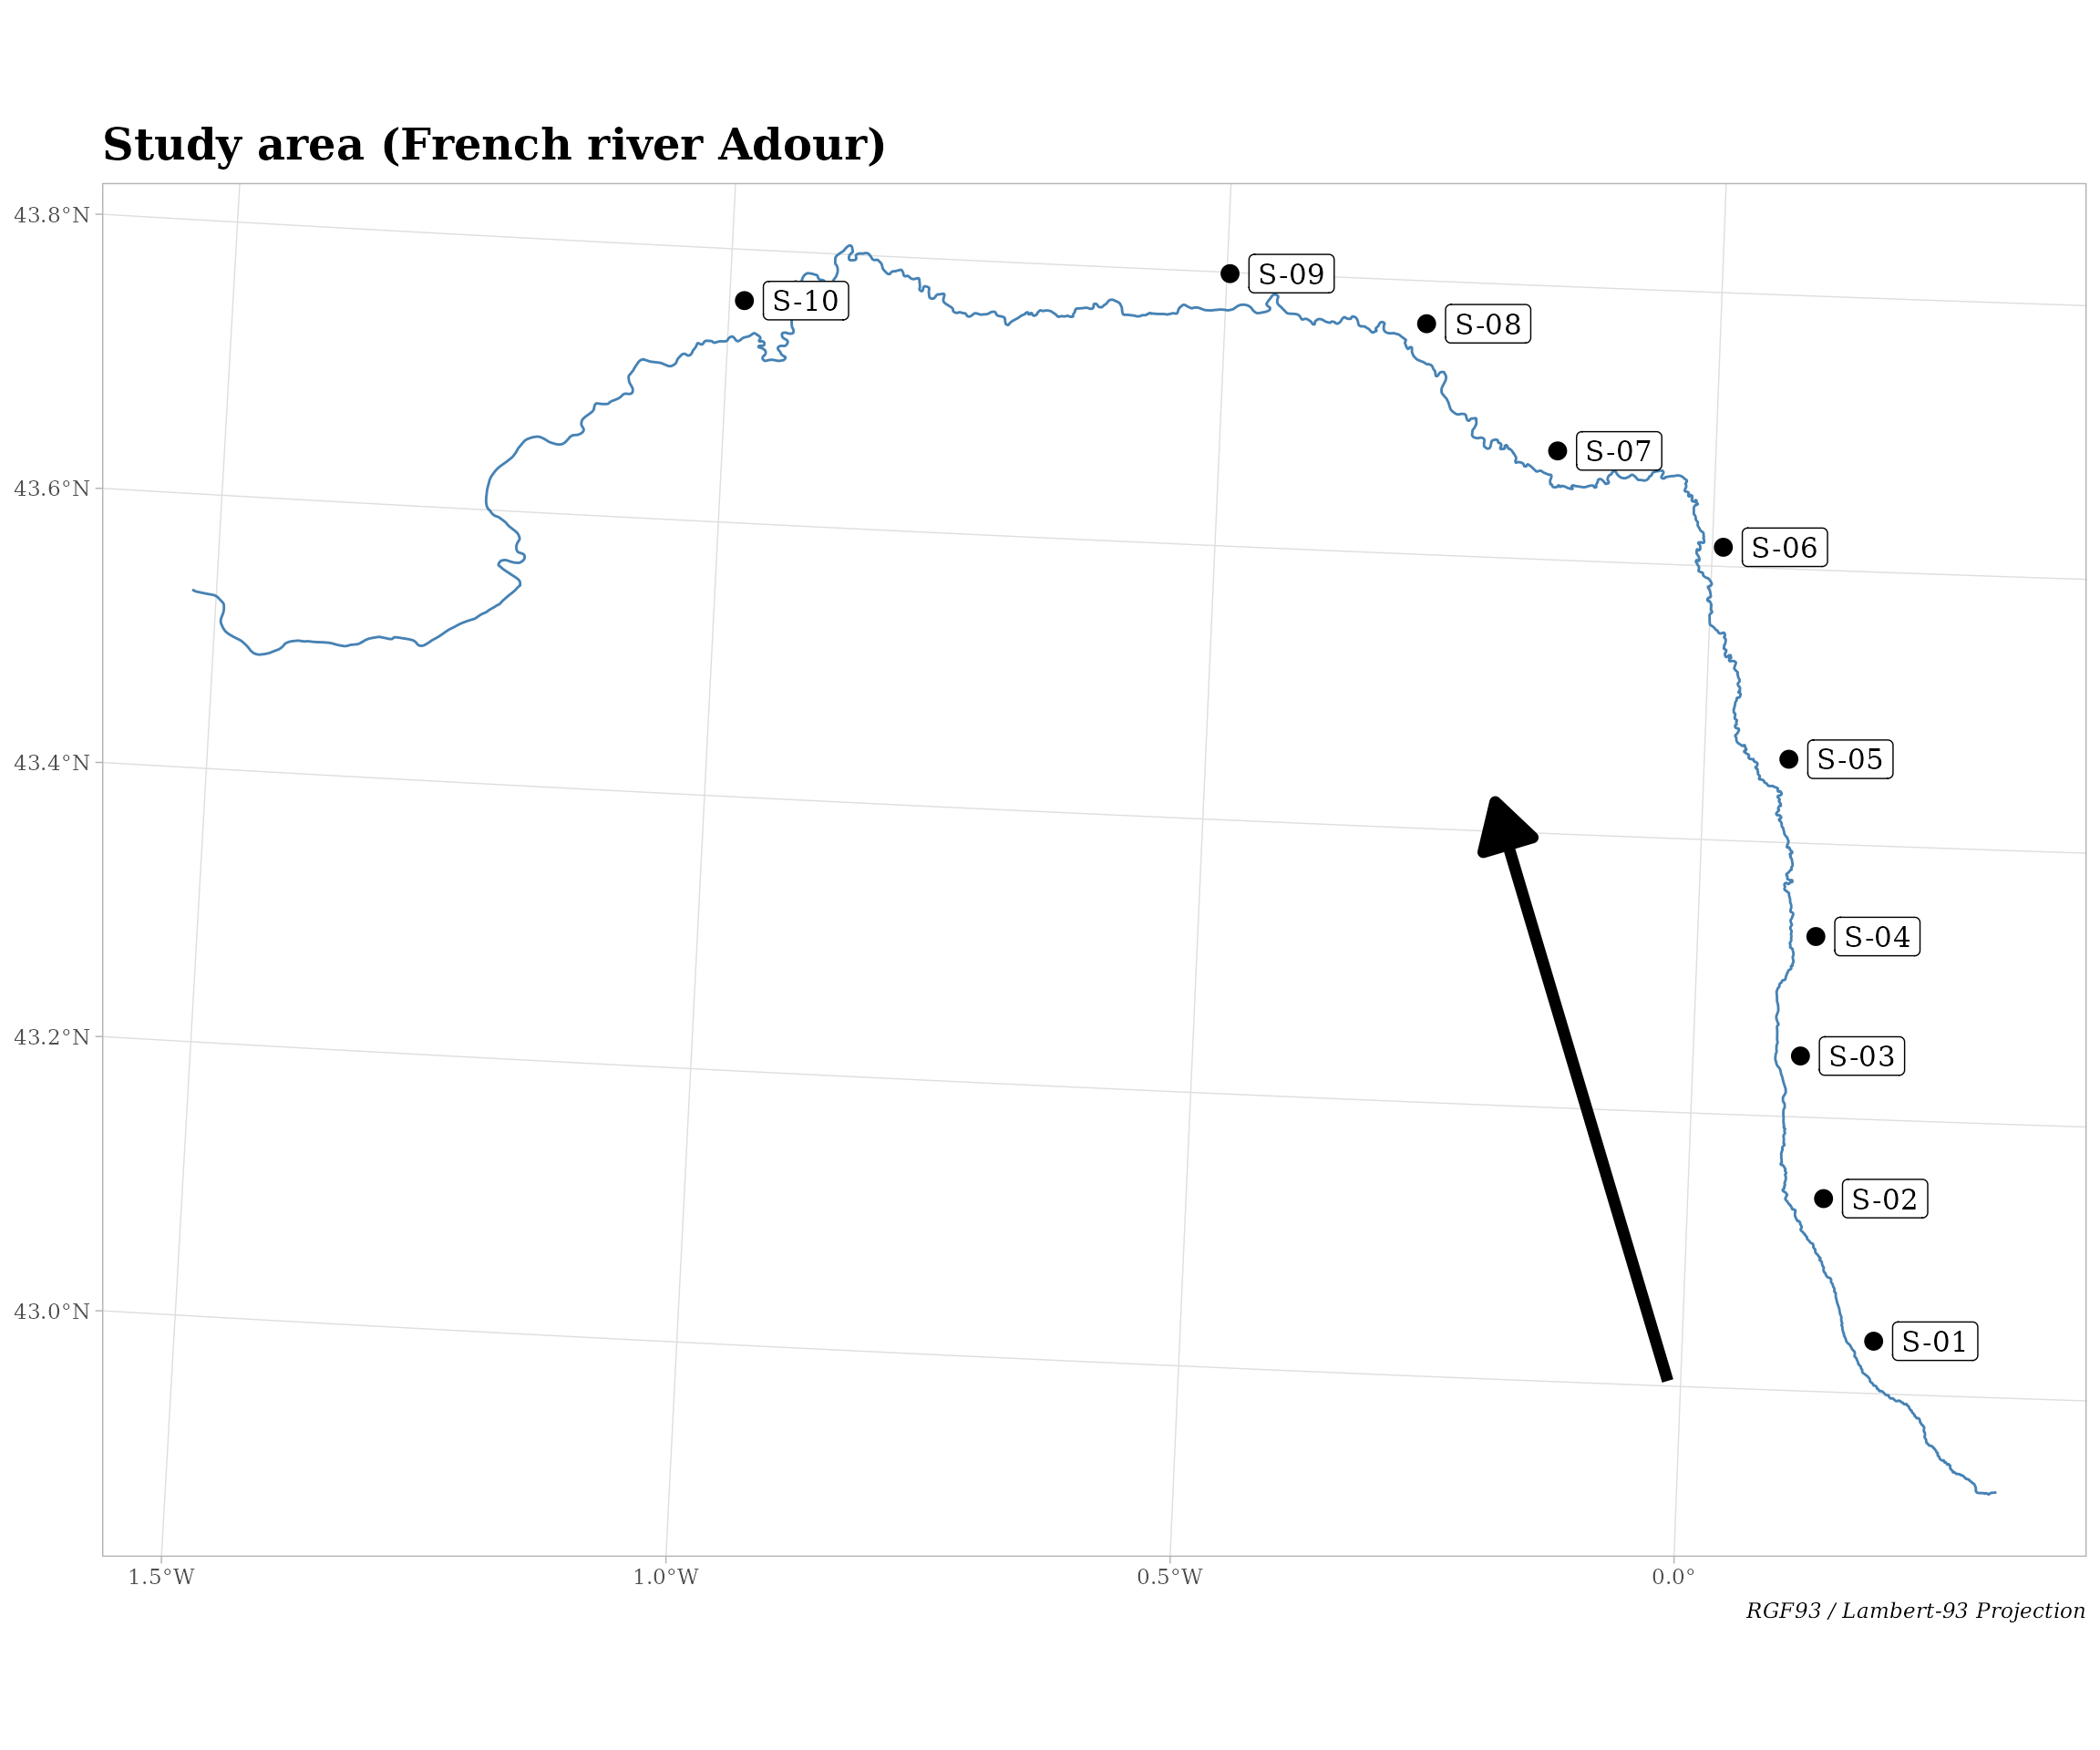 Study area (French river Adour)
43.8°N
S-09
S-10
S-08
S-07
43.6°N
S-06
S-05
43.4°N
S-04
43.2°N
S-03
S-02
43.0°N
S-01
1.5°W
1.0°W
0.5°W
0.0°
RGF93 / Lambert-93 Projection